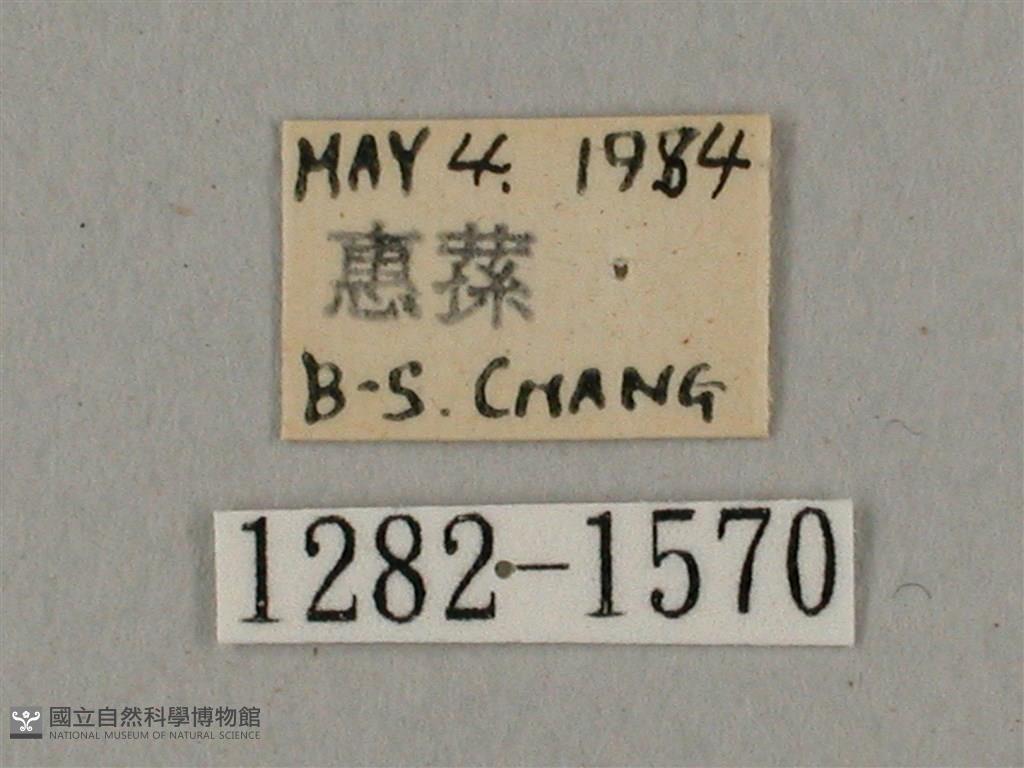 MAY 4. 1984
惠蓀
B-S. CHANG
1282-1570
國立自然科學博物館
NATIONAL MUSEUM OF NATURAL SCIENCE